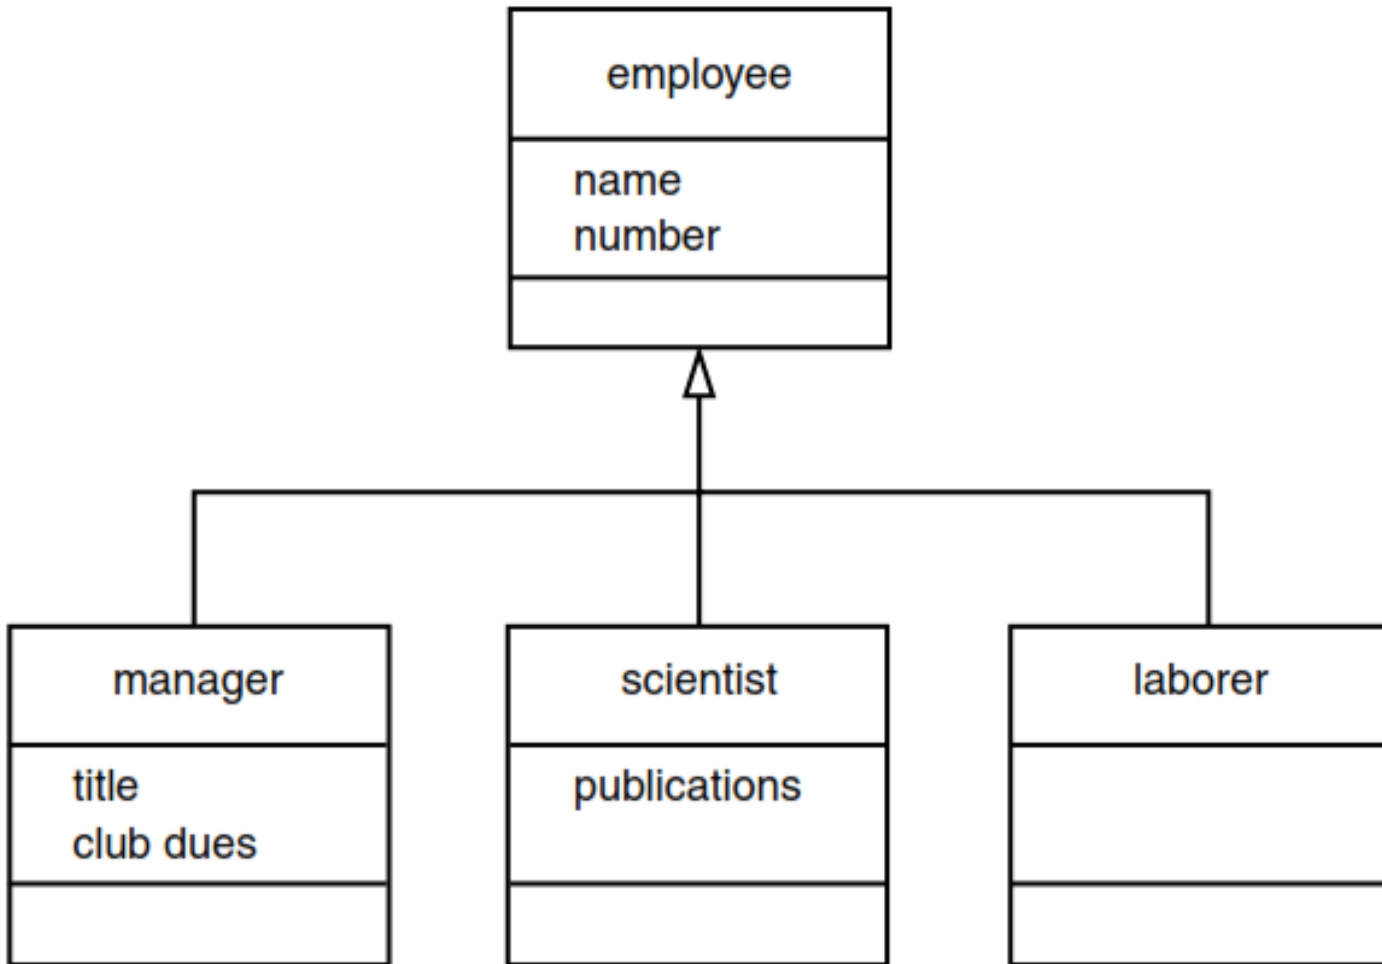 employee
name
number
manager
title
club dues
scientist
publications
laborer